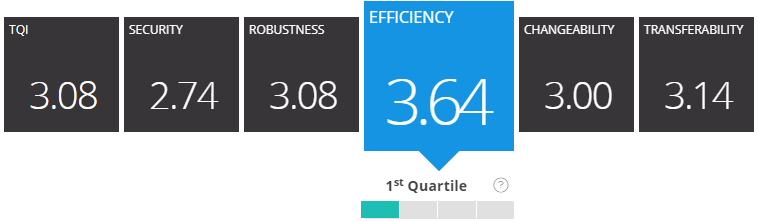 TQI
3.08
SECURITY
2.74
ROBUSTNESS
3.08
EFFICIENCY
3.64
CHANGEABILITY
3.00
TRANSFERABILITY
3.14
1st Quartile ?